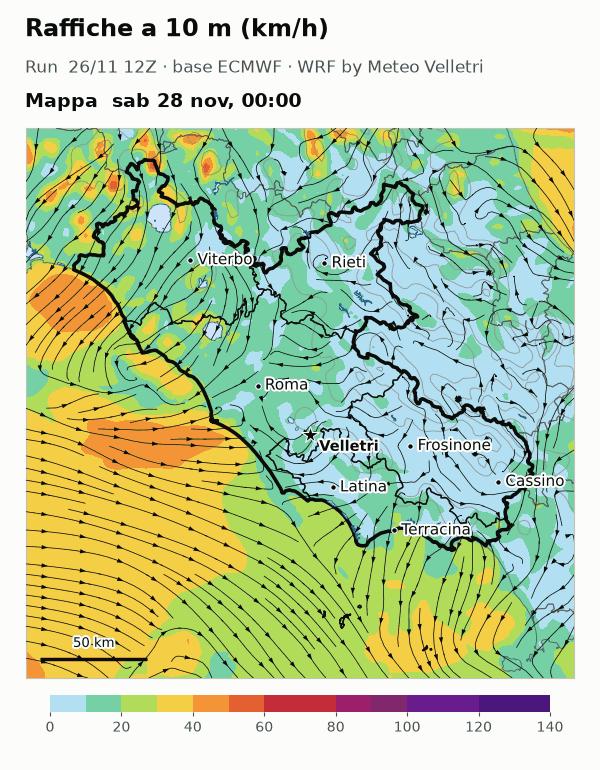 Raffiche a 10 m (km/h)
Run  26/11 12Z · base ECMWF · WRF by Meteo Velletri
Mappa  sab 28 nov, 00:00
Viterbo
Rieti
Roma
Velletri
Frosinone
Latina
Cassino
Terracina
50 km
0 20 40 60 80 100 120 140